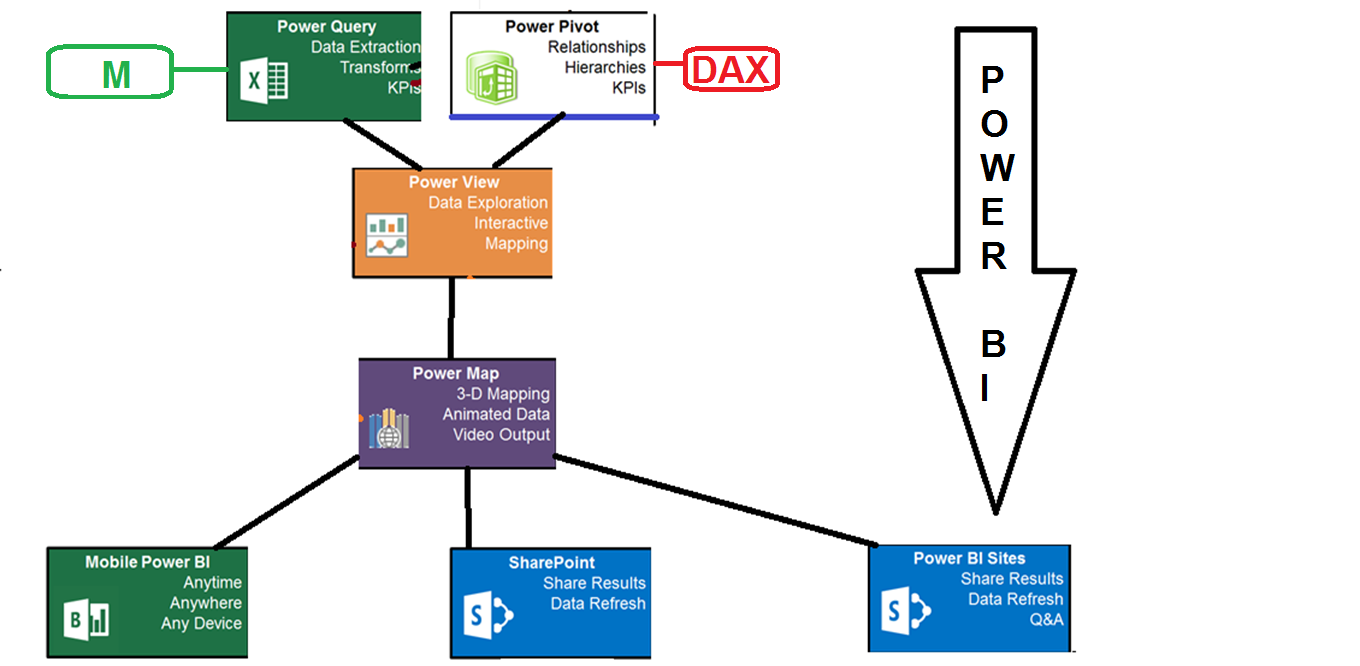 M
Power Query
Data Extraction
Transforms
KPIs
Power Pivot
Relationships
Hierarchies
KPIs
DAX
Power View
Data Exploration
Interactive
Mapping
Power Map
3-D Mapping
Animated Data
Video Output
Mobile Power BI
Anytime
Anywhere
Any Device
B
SharePoint
Share Results
Data Refresh
S
Power BI Sites
Share Results
Data Refresh
Q&A
S
X
P
O
W
E
R
B
I